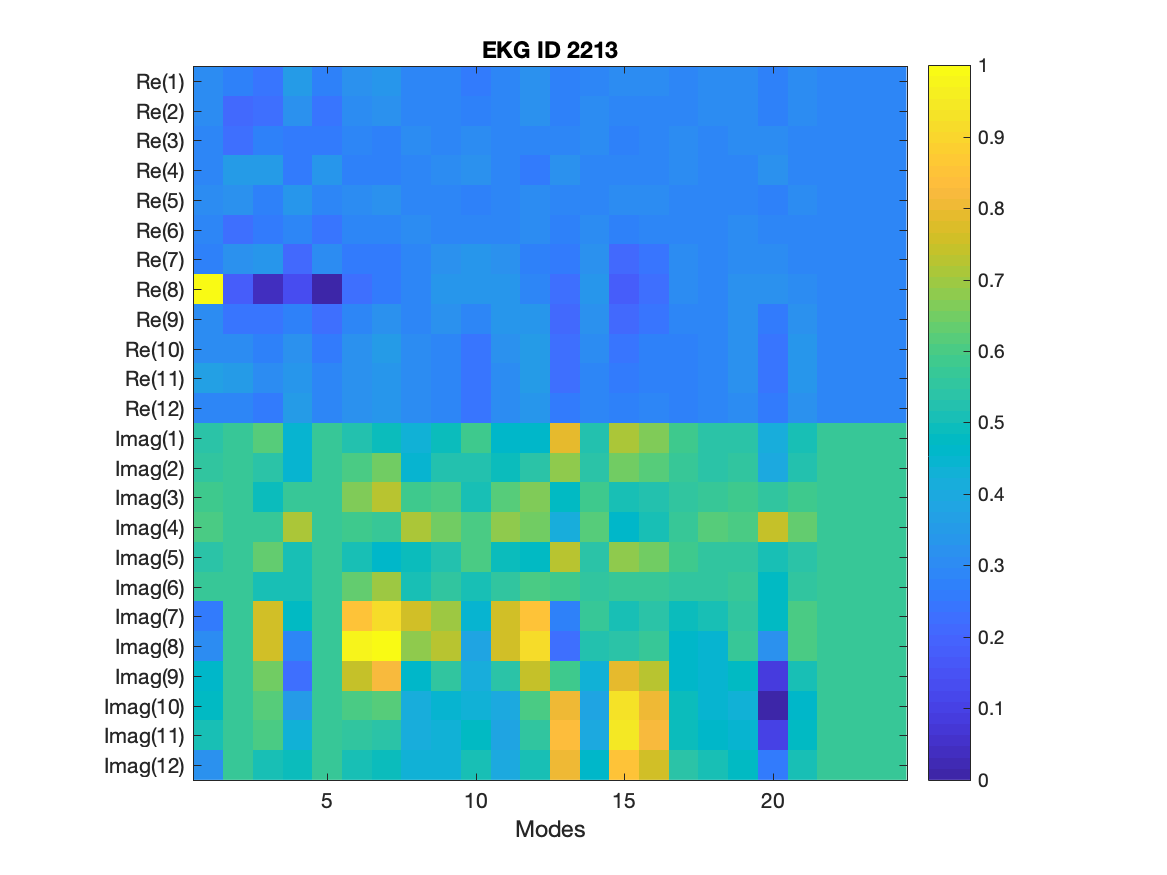 EKG ID 2213
Re(1)
Re(2)
Re(3)
Re(4)
Re(5)
Re(6)
Re(7)
Re(8)
Re(9)
Re(10)
Re(11)
Re(12)
Imag(1)
Imag(2)
Imag(3)
Imag(4)
Imag(5)
Imag(6)
Imag(7)
Imag(8)
Imag(9)
Imag(10)
Imag(11)
Imag(12)
5 10 15 20
Modes
1
0.9
0.8
0.7
0.6
0.5
0.4
0.3
0.2
0.1
0